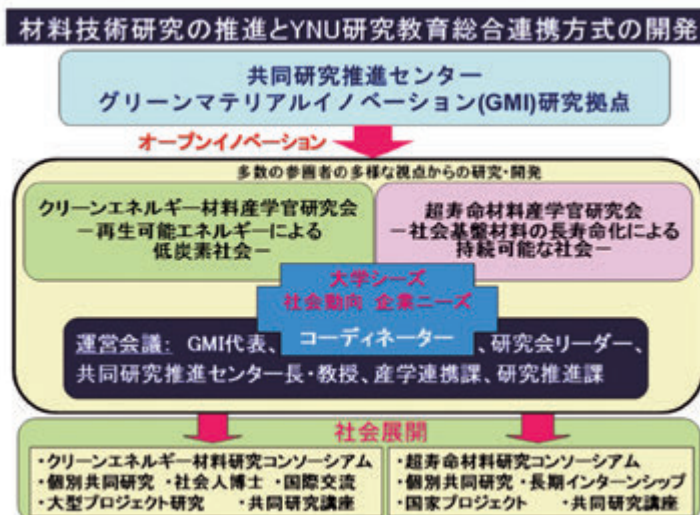 材料技術研究の推進とYNU研究教育総合連携方式の開発
共同研究推進センター
グリーンマテリアルイノベーション(GMI)研究拠点
オープンイノベーション
多数の参画者の多様な視点からの研究・開発
クリーンエネルギー材料産学官研究会
－再生可能エネルギーによる
低炭素社会－
超寿命材料産学官研究会
－社会基盤材料の長寿命化による
持続可能な社会－
大学シーズ
社会動向 企業ニーズ
コーディネーター
運営会議： GMI代表、 、研究会リーダー、
共同研究推進センター長・教授、産学連携課、研究推進課
社会展開
・クリーンエネルギー材料研究コンソーシアム
・個別共同研究 ・社会人博士 ・国際交流
・大型プロジェクト研究 ・共同研究講座
・超寿命材料研究コンソーシアム
・個別共同研究・長期インターンシップ
・国家プロジェクト ・共同研究講座